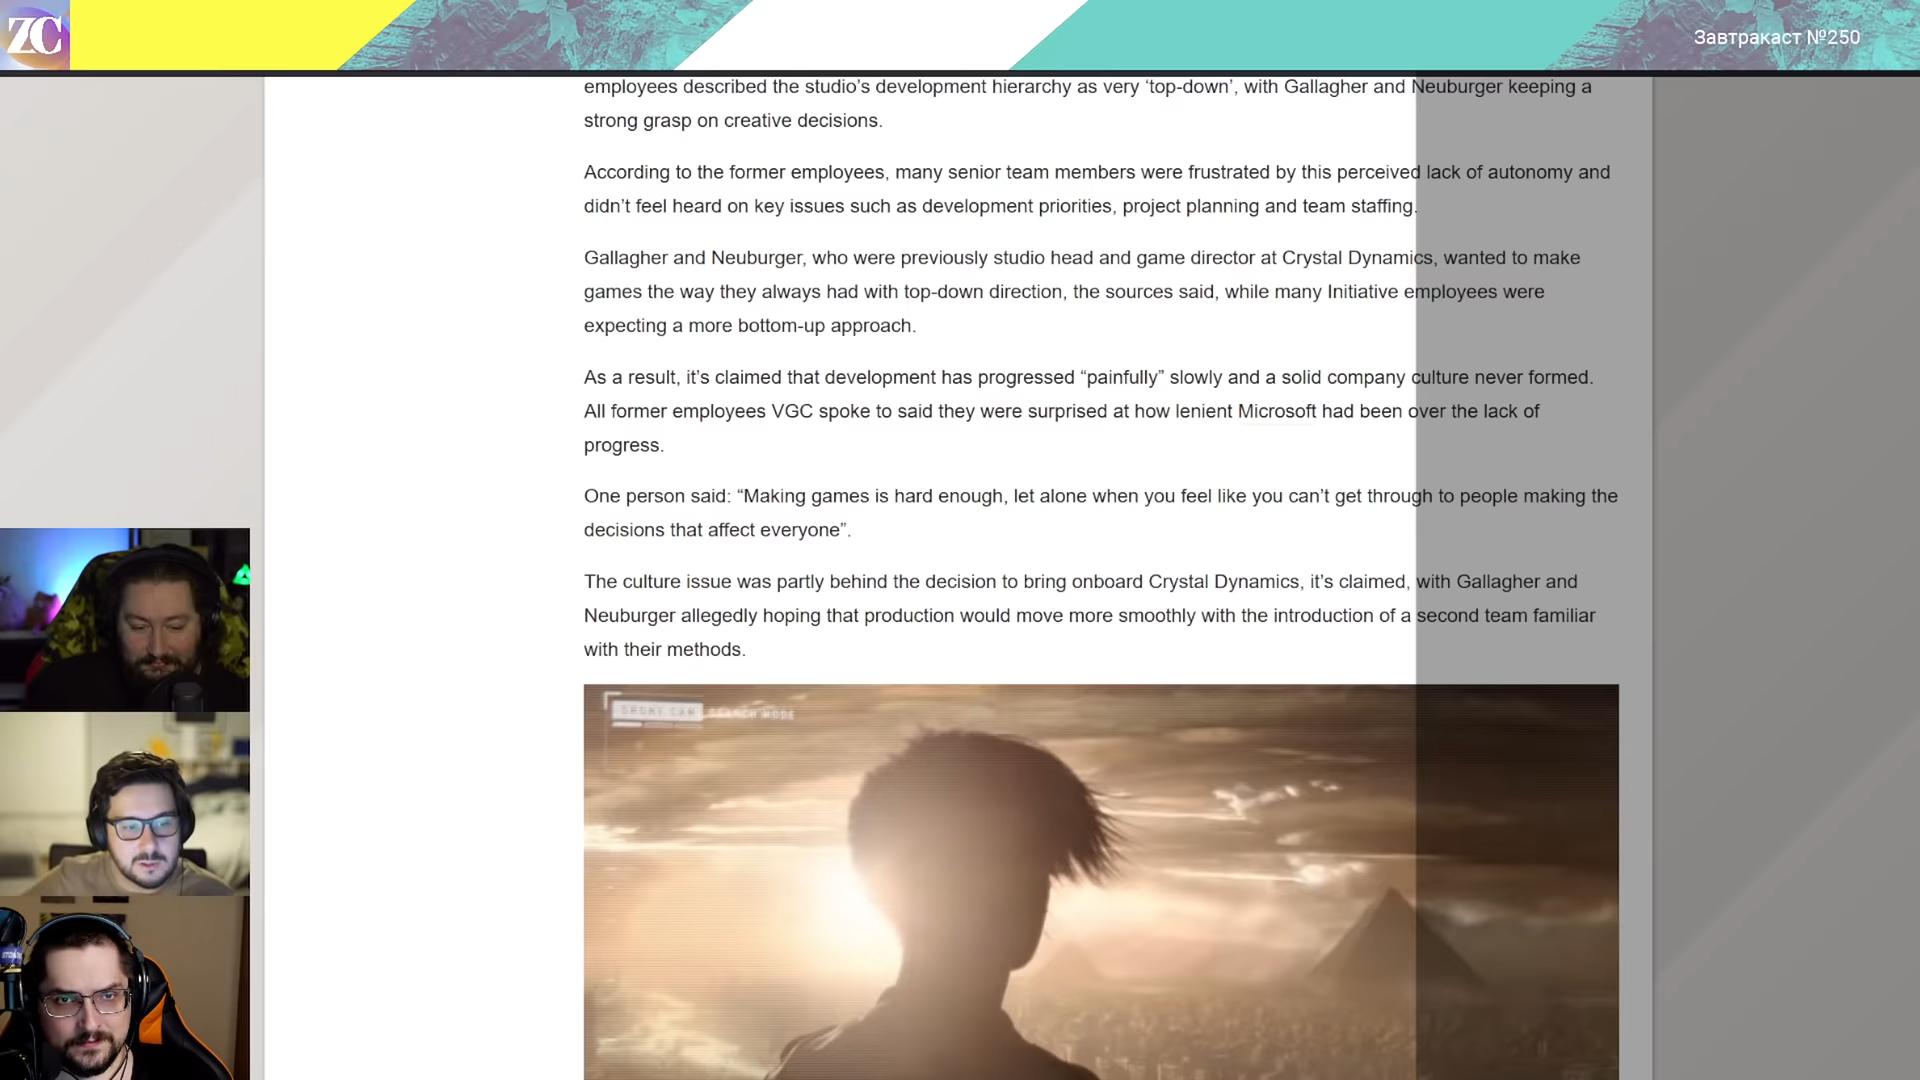 ZC
Завтракаст №250
employees described the studio’s development hierarchy as very ‘top-down’, with Gallagher and Neuburger keeping a
strong grasp on creative decisions.
According to the former employees, many senior team members were frustrated by this perceived lack of autonomy and
didn’t feel heard on key issues such as development priorities, project planning and team staffing.
Gallagher and Neuburger, who were previously studio head and game director at Crystal Dynamics, wanted to make
games the way they always had with top-down direction, the sources said, while many Initiative employees were
expecting a more bottom-up approach.
As a result, it’s claimed that development has progressed “painfully” slowly and a solid company culture never formed.
All former employees VGC spoke to said they were surprised at how lenient Microsoft had been over the lack of
progress.
One person said: “Making games is hard enough, let alone when you feel like you can’t get through to people making the
decisions that affect everyone”.
The culture issue was partly behind the decision to bring onboard Crystal Dynamics, it’s claimed, with Gallagher and
Neuburger allegedly hoping that production would move more smoothly with the introduction of a second team familiar
with their methods.
DRONE CAM SEARCH MODE